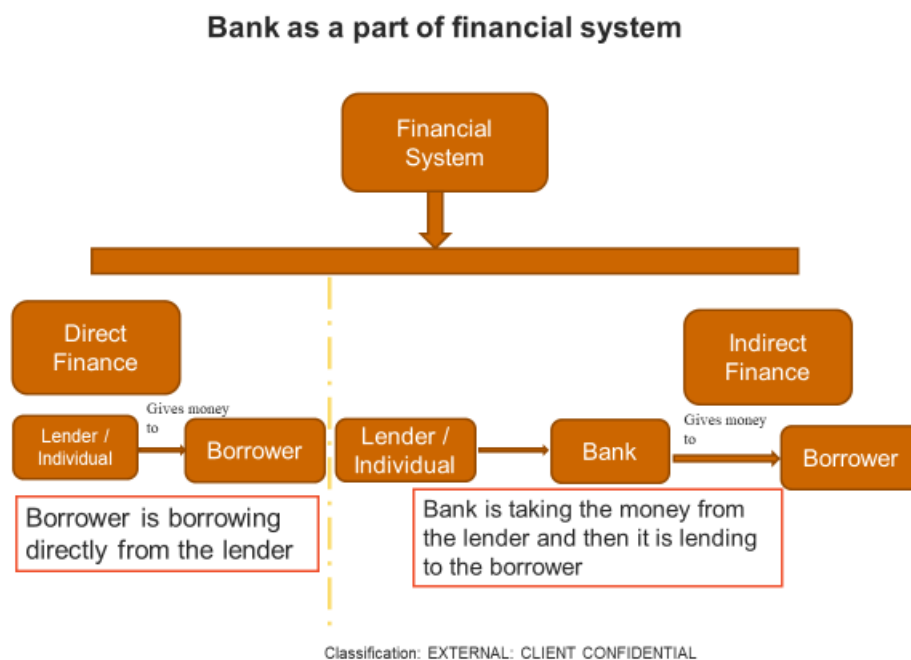 Bank as a part of financial system
Financial
System
Direct
Finance
Indirect
Finance
Lender /
Individual
Gives money
to
Borrower
Lender /
Individual
Bank
Gives money
to
Borrower
Borrower is borrowing
directly from the lender
Bank is taking the money from
the lender and then it is lending
to the borrower
Classification: EXTERNAL: CLIENT CONFIDENTIAL